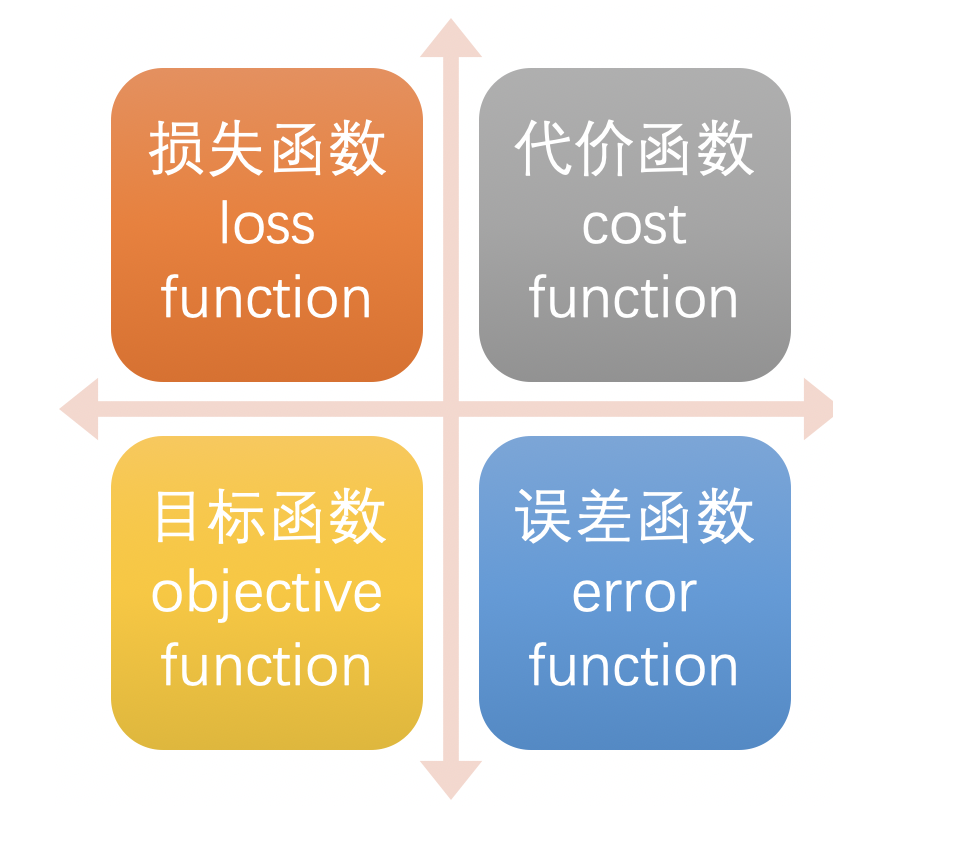 损失函数
loss
function
代价函数
cost
function
目标函数
objective
function
误差函数
error
function